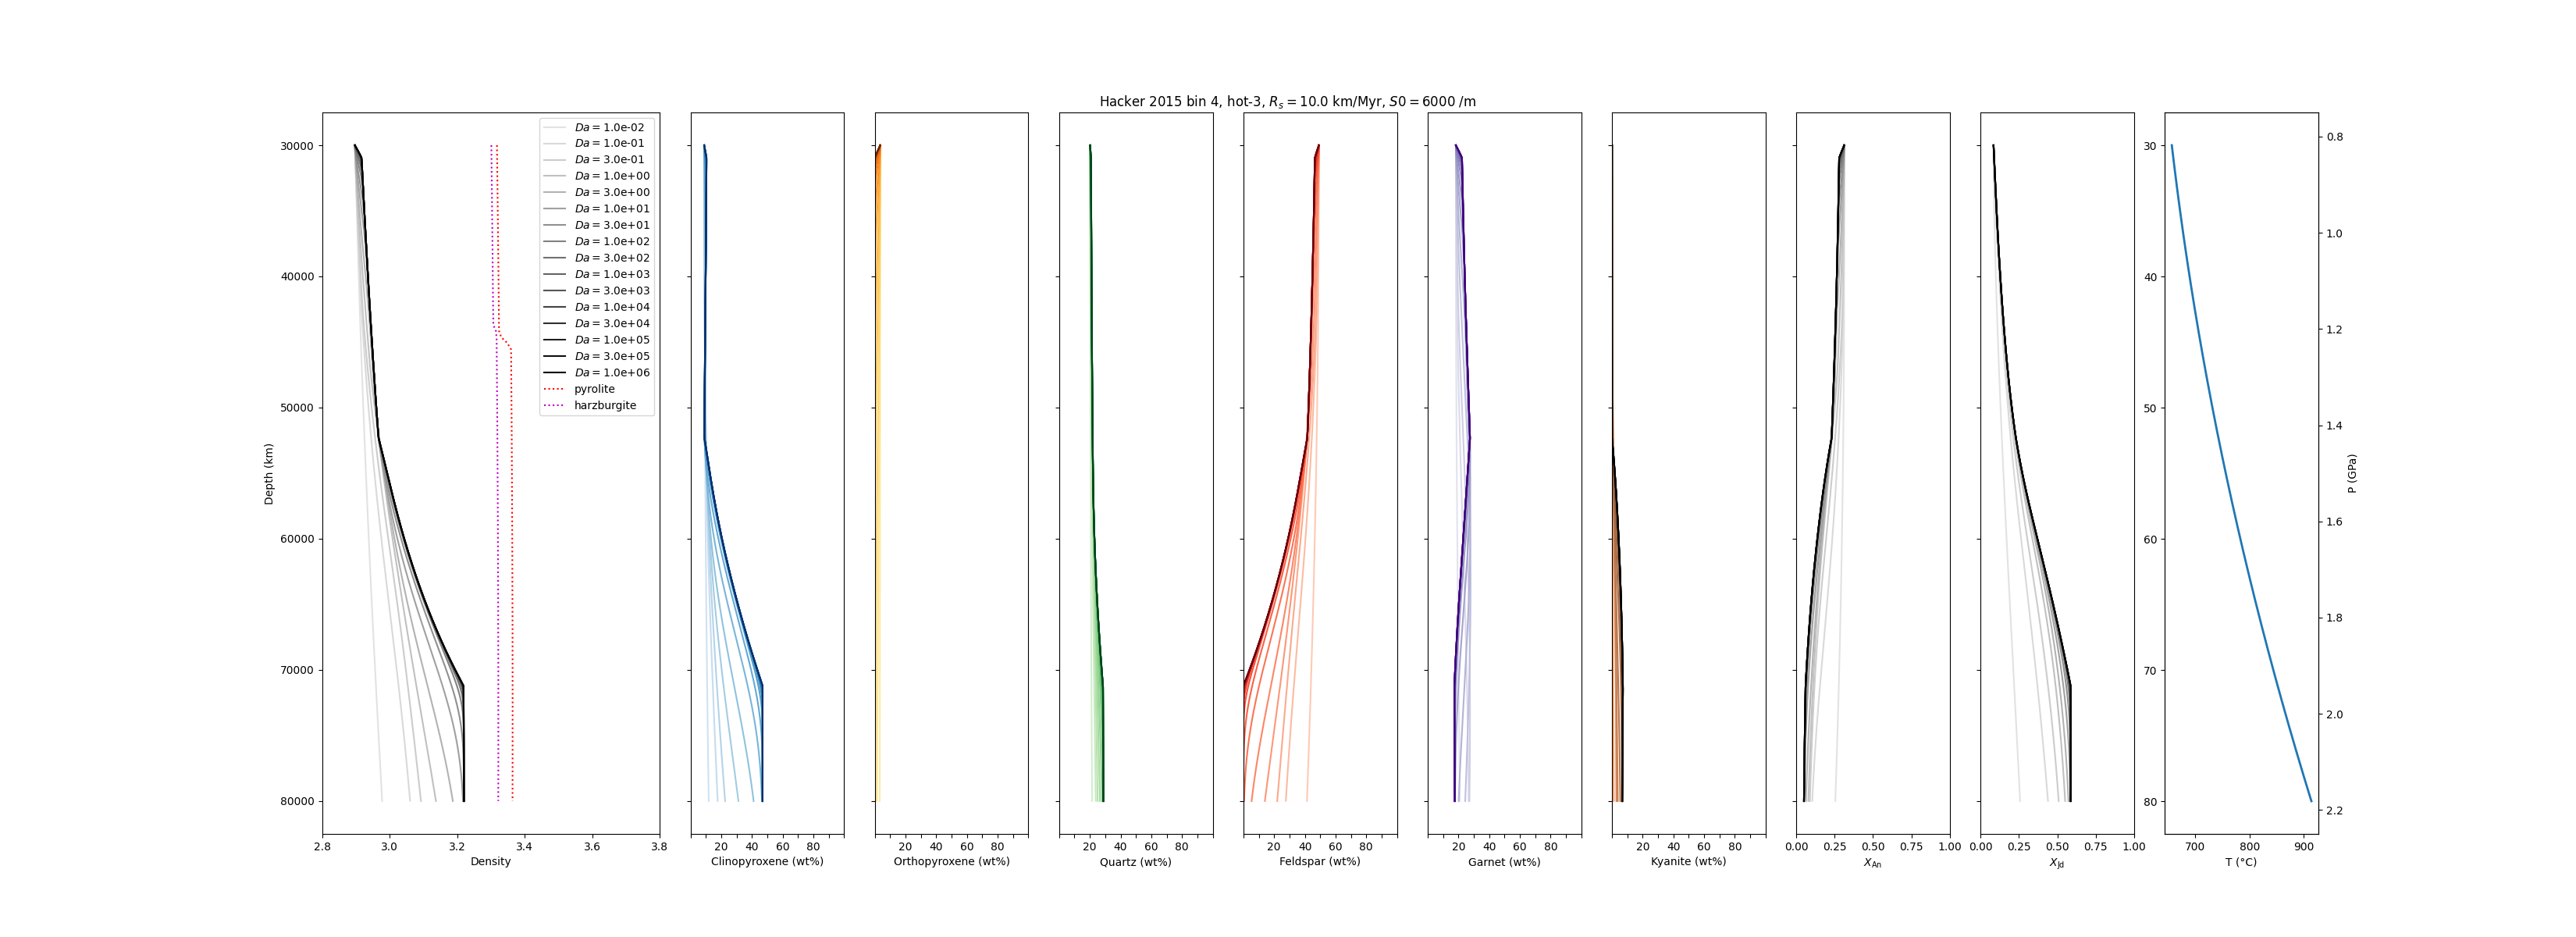 Hacker 2015 bin 4, hot-3, $R_s = 10.0$ km/Myr, $S0 = 6000$ /m
Da = 1.0e-02
Da = 1.0e-01
Da = 3.0e-01
Da = 1.0e+00
Da = 3.0e+00
Da = 1.0e+01
Da = 3.0e+01
Da = 1.0e+02
Da = 3.0e+02
Da = 1.0e+03
Da = 3.0e+03
Da = 1.0e+04
Da = 3.0e+04
Da = 1.0e+05
Da = 3.0e+05
Da = 1.0e+06
pyrolite
harzburgite
Depth (km)
30000
40000
50000
60000
70000
80000
2.8 3.0 3.2 3.4 3.6 3.8
Density
20 40 60 80
Clinopyroxene (wt%)
20 40 60 80
Orthopyroxene (wt%)
20 40 60 80
Quartz (wt%)
20 40 60 80
Feldspar (wt%)
20 40 60 80
Garnet (wt%)
20 40 60 80
Kyanite (wt%)
0.00 0.25 0.50 0.75 1.00
$X_{An}$
0.00 0.25 0.50 0.75 1.00
$X_{Jd}$
30
40
50
60
70
80
700 800 900
T (°C)
0.8
1.0
1.2
1.4
1.6
1.8
2.0
2.2
P (GPa)